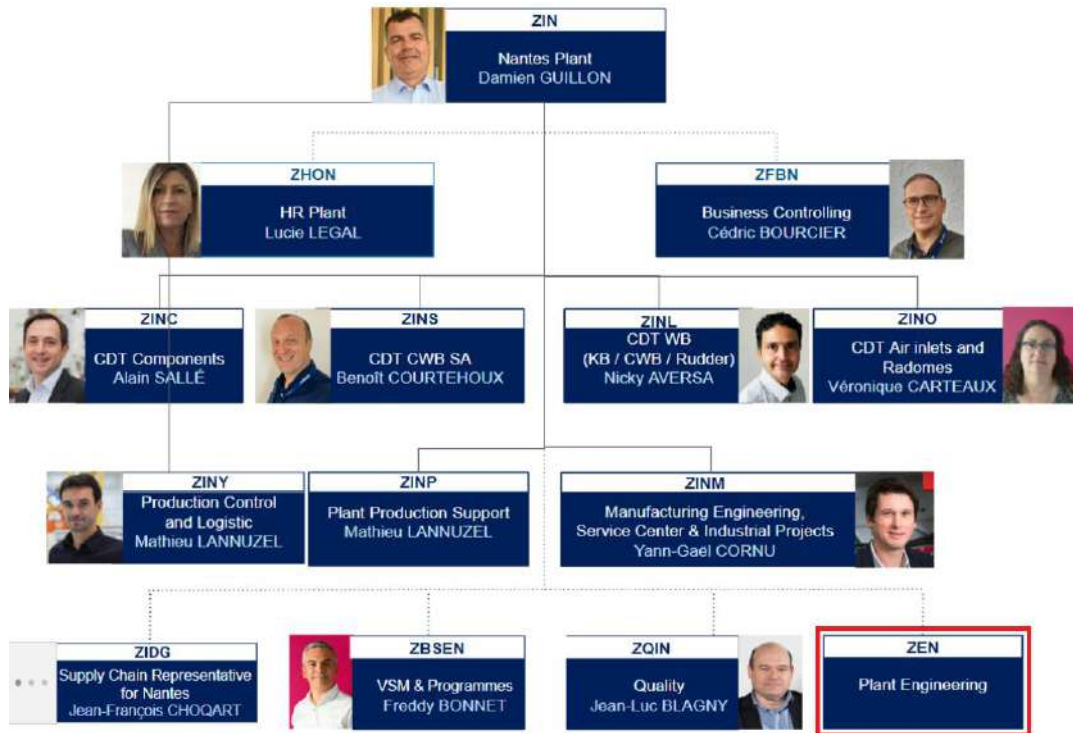 ZIN
Nantes Plant
Damien GUILLON
ZHON
HR Plant
Lucie LEGAL
ZFBN
Business Controlling
Cédric BOURCIER
ZINC
CDT Components
Alain SALLÉ
ZINS
CDT CWB SA
Benoît COURTEHOUX
ZINL
CDT WB
(KB / CWB / Rudder)
Nicky AVERSA
ZINO
CDT Air inlets and
Radomes
Véronique CARTEAUX
ZINY
Production Control
and Logistic
Mathieu LANNUZEL
ZINP
Plant Production Support
Mathieu LANNUZEL
ZINM
Manufacturing Engineering,
Service Center & Industrial Projects
Yann-Gael CORNU
ZIDG
Supply Chain Representative
for Nantes
Jean-François CHOQART
ZBSEN
VSM & Programmes
Freddy BONNET
ZQIN
Quality
Jean-Luc BLAGNY
ZEN
Plant Engineering